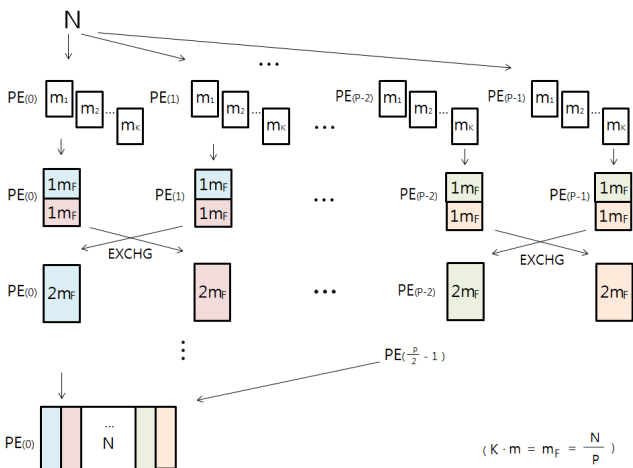 N
...
PE(0) m₁ m₂ ... mₖ PE(1) m₁ m₂ ... mₖ ... PE(P-2) m₁ m₂ ... mₖ PE(P-1) m₁ m₂ ... mₖ
PE(0) 1mF PE(1) 1mF ... PE(P-2) 1mF PE(P-1) 1mF
1mF 1mF 1mF 1mF
EXCHG EXCHG
PE(0) 2mF 2mF ... PE(P-2) 2mF 2mF
...
PE(p/2 - 1)
PE(0) ... N
( K · m = mF = N/P )